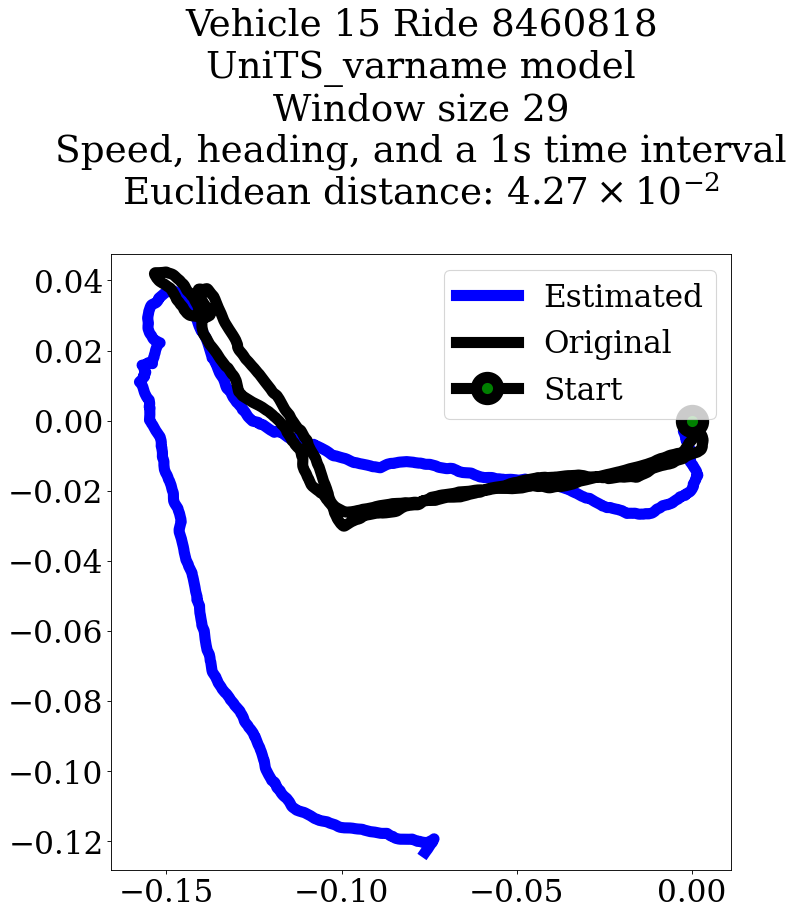 Vehicle 15 Ride 8460818
UniTS_varname model
Window size 29
Speed, heading, and a 1s time interval
Euclidean distance: 4.27 × 10⁻²
Estimated
Original
Start
0.04
0.02
0.00
−0.02
−0.04
−0.06
−0.08
−0.10
−0.12
−0.15
−0.10
−0.05
0.00